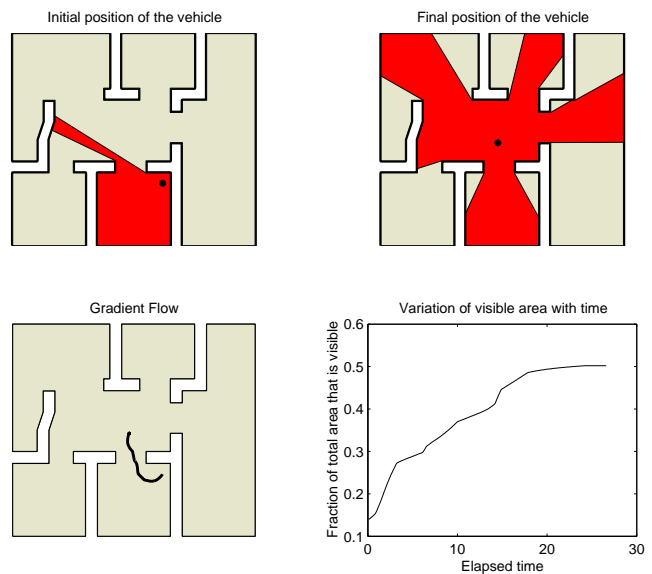 Initial position of the vehicle
Final position of the vehicle
Gradient Flow
Variation of visible area with time
Fraction of total area that is visible
0.6
0.5
0.4
0.3
0.2
0.1
0
10
20
30
Elapsed time